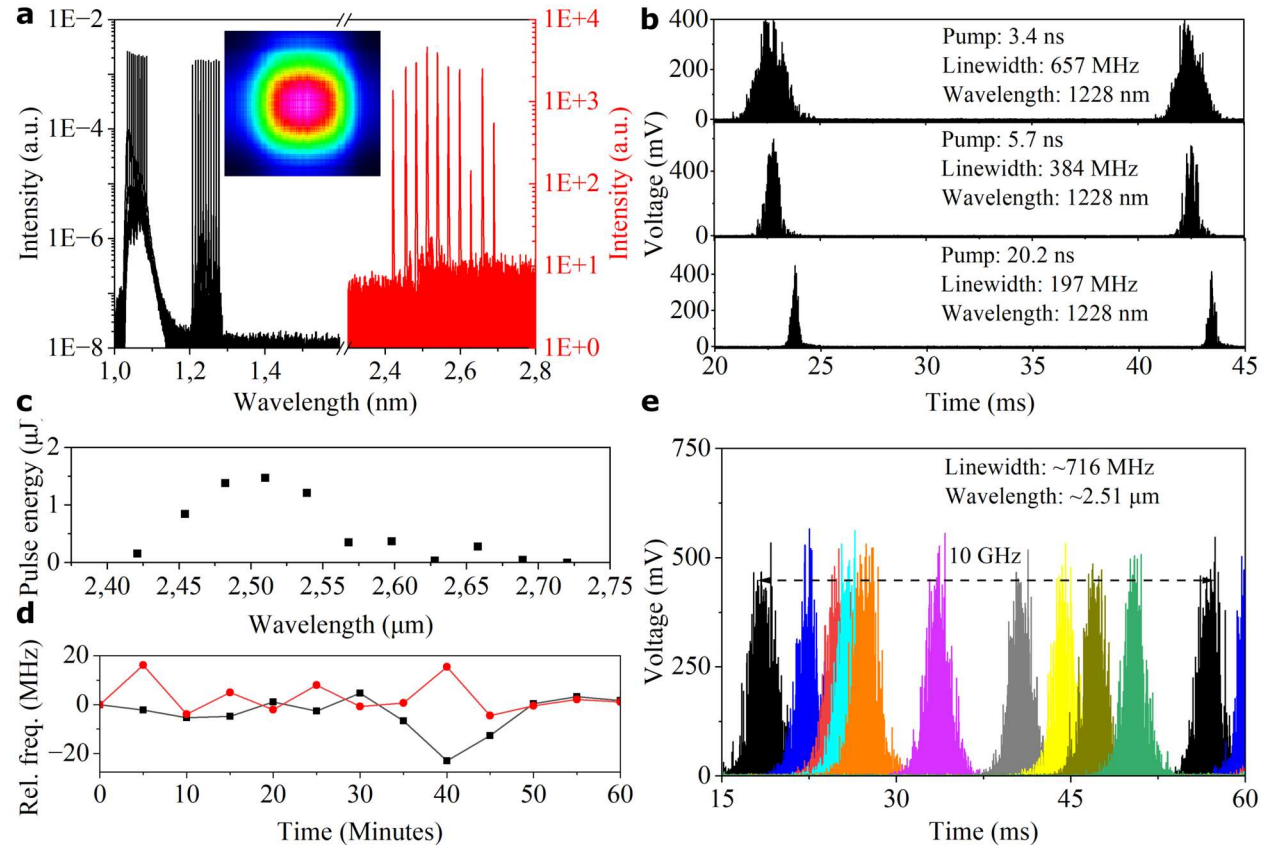 a
1E−2
1E−4
1E−6
1E−8
Intensity (a.u.)
1,0
1,2
1,4
2,4
2,6
2,8
Wavelength (nm)
1E+4
1E+3
1E+2
1E+1
1E+0
Intensity (a.u.)
b
400
200
0
400
0
400
200
0
Voltage (mV)
Pump: 3.4 ns
Linewidth: 657 MHz
Wavelength: 1228 nm
Pump: 5.7 ns
Linewidth: 384 MHz
Wavelength: 1228 nm
Pump: 20.2 ns
Linewidth: 197 MHz
Wavelength: 1228 nm
20
25
30
35
40
45
Time (ms)
c
2
1
0
Pulse energy (µJ)
2,40
2,45
2,50
2,55
2,60
2,65
2,70
2,75
Wavelength (µm)
d
20
0
−20
Rel. freq. (MHz)
0
10
20
30
40
50
60
Time (Minutes)
e
750
500
250
0
Voltage (mV)
Linewidth: ~716 MHz
Wavelength: ~2.51 µm
10 GHz
15
30
45
60
Time (ms)